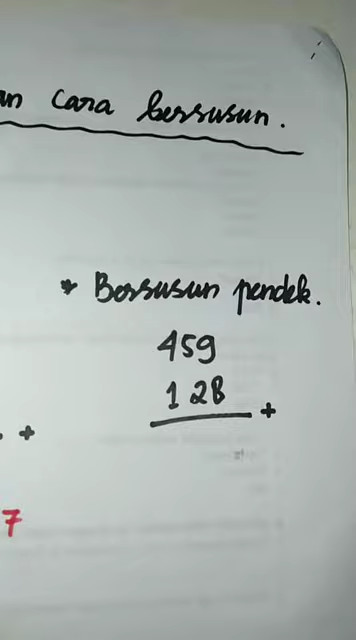 an cara bersusun.
* Bersusun pendek.
459
128
+
. +
7